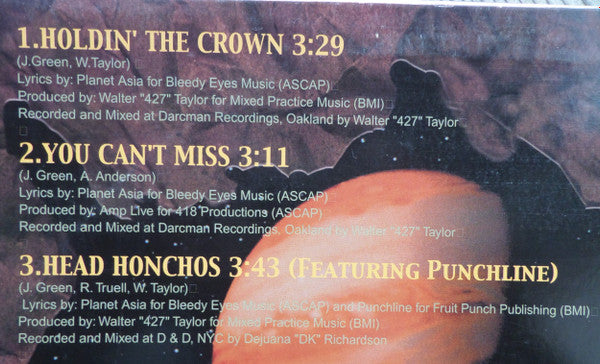 1.HOLDIN' THE CROWN 3:29
(J.Green, W.Taylor)
Lyrics by: Planet Asia for Bleedy Eyes Music (ASCAP)
Produced by: Walter "427" Taylor for Mixed Practice Music (BMI)
Recorded and Mixed at Darcman Recordings, Oakland by Walter "427" Taylor
2.YOU CAN'T MISS 3:11
(J. Green, A. Anderson)
Lyrics by: Planet Asia for Bleedy Eyes Music (ASCAP)
Produced by: Amp Live for 418 Productions (ASCAP)
Recorded and Mixed at Darcman Recordings, Oakland by Walter "427" Taylor
3.HEAD HONCHOS 3:43 (FEATURING PUNCHLINE)
(J. Green, R. Truell, W. Taylor)
Lyrics by: Planet Asia for Bleedy Eyes Music (ASCAP) and Punchline for Fruit Punch Publishing (BMI)
Produced by: Walter "427" Taylor for Mixed Practice Music (BMI)
Recorded and Mixed at D & D, NYC by Dejuana "DK" Richardson